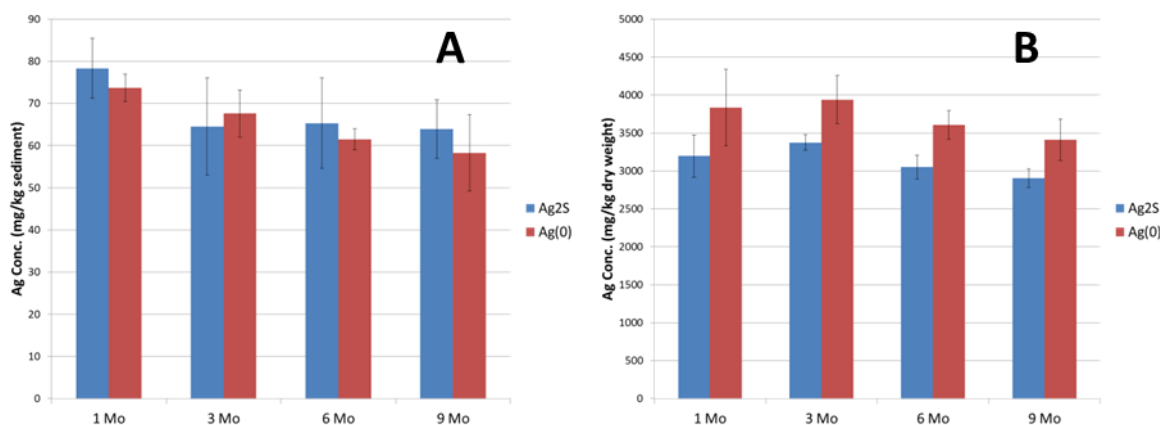 A
Ag Conc. (mg/kg sediment)
90
80
70
60
50
40
30
20
10
0
1 Mo
3 Mo
6 Mo
9 Mo
Ag2S
Ag(0)
B
Ag Conc. (mg/kg dry weight)
5000
4500
4000
3500
3000
2500
2000
1500
1000
500
0
1 Mo
3 Mo
6 Mo
9 Mo
Ag2S
Ag(0)